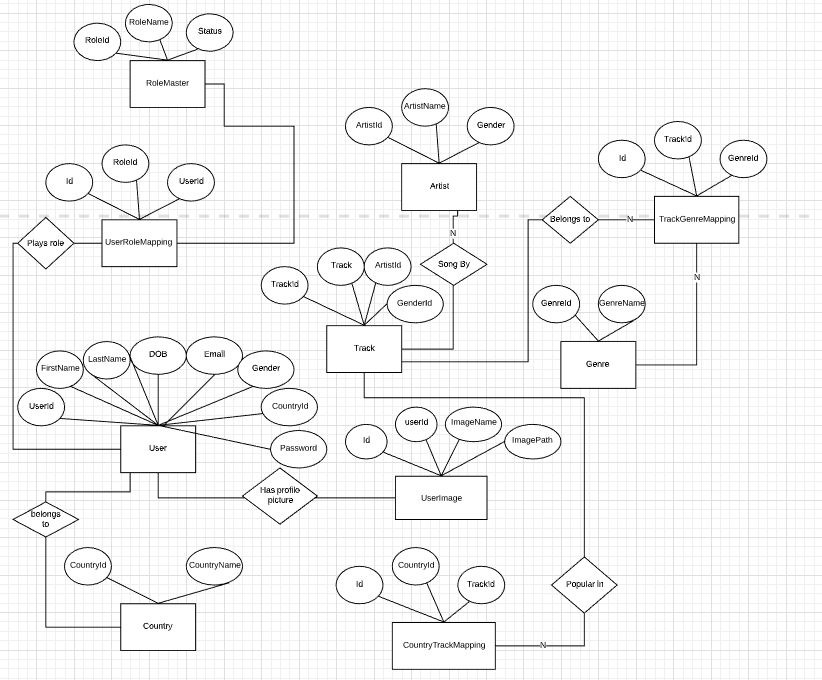 RoleId
RoleName
Status
RoleMaster
ArtistId
ArtistName
Gender
Artist
Id
TrackId
GenreId
TrackGenreMapping
Id
RoleId
UserId
UserRoleMapping
Plays role
Belongs to
N
N
Song By
N
TrackId
Track
ArtistId
GenderId
Track
GenreId
GenreName
Genre
UserId
FirstName
LastName
DOB
Email
Gender
CountryId
Password
User
Id
userId
ImageName
ImagePath
UserImage
Has profile
picture
belongs
to
CountryId
CountryName
Country
Id
CountryId
TrackId
CountryTrackMapping
Popular in
N